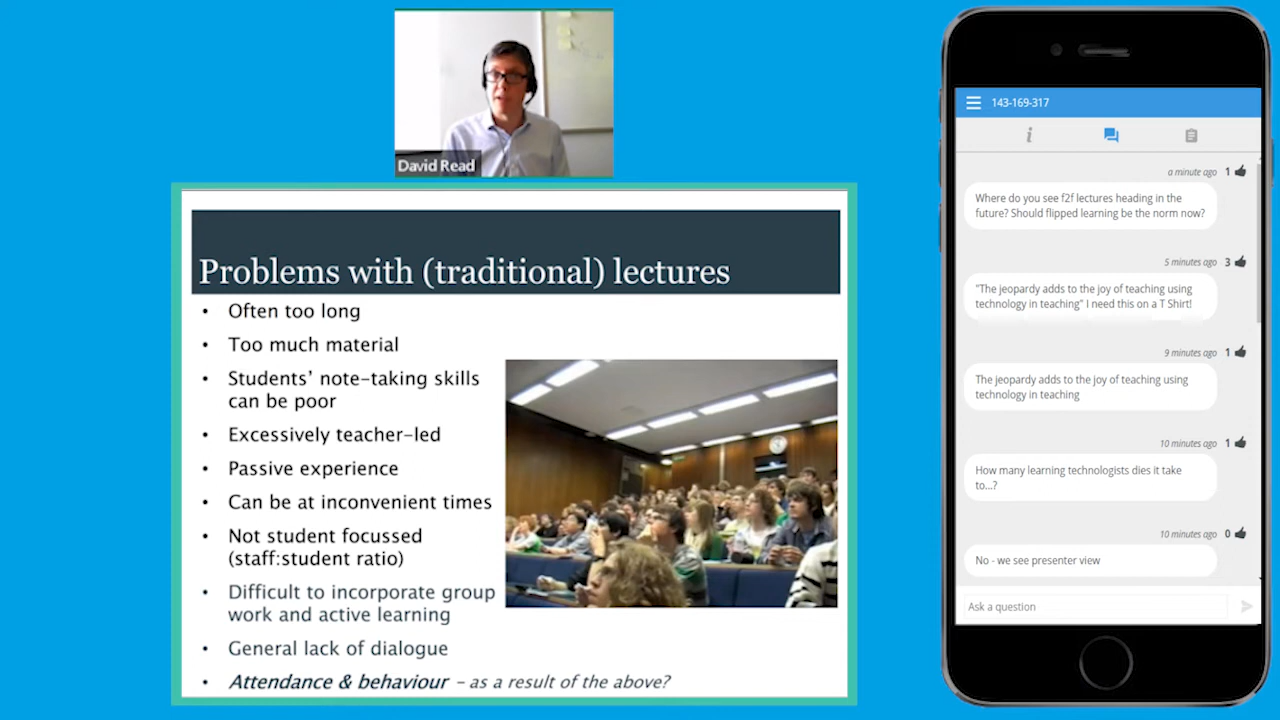 David Read
Problems with (traditional) lectures
• Often too long
• Too much material
• Students' note-taking skills
can be poor
• Excessively teacher-led
• Passive experience
• Can be at inconvenient times
• Not student focussed
(staff:student ratio)
• Difficult to incorporate group
work and active learning
• General lack of dialogue
• Attendance & behaviour – as a result of the above?
143-169-317
a minute ago 1
Where do you see f2f lectures heading in the
future? Should flipped learning be the norm now?
5 minutes ago 3
"The jeopardy adds to the joy of teaching using
technology in teaching" I need this on a T Shirt!
9 minutes ago 1
The jeopardy adds to the joy of teaching using
technology in teaching
10 minutes ago 1
How many learning technologists dies it take
to...?
10 minutes ago 0
No - we see presenter view
Ask a question